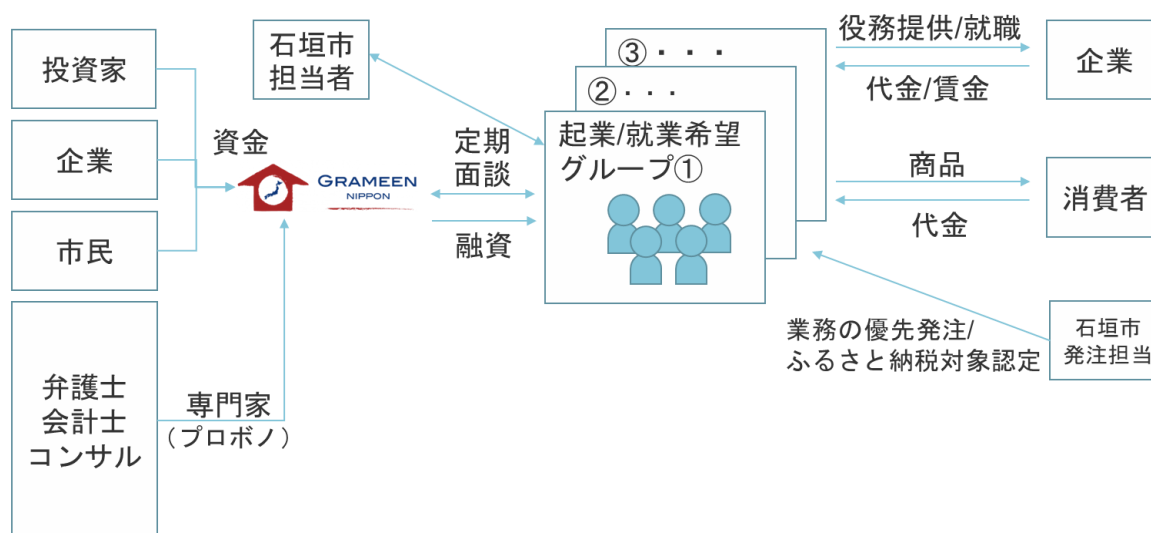 投資家
企業
市民
弁護士
会計士
コンサル
石垣市
担当者
資金
GRAMEEN
NIPPON
専門家
（プロボノ）
定期
面談
融資
③・・・
②・・・
起業/就業希望
グループ①
役務提供/就職
代金/賃金
企業
商品
代金
消費者
業務の優先発注/
ふるさと納税対象認定
石垣市
発注担当